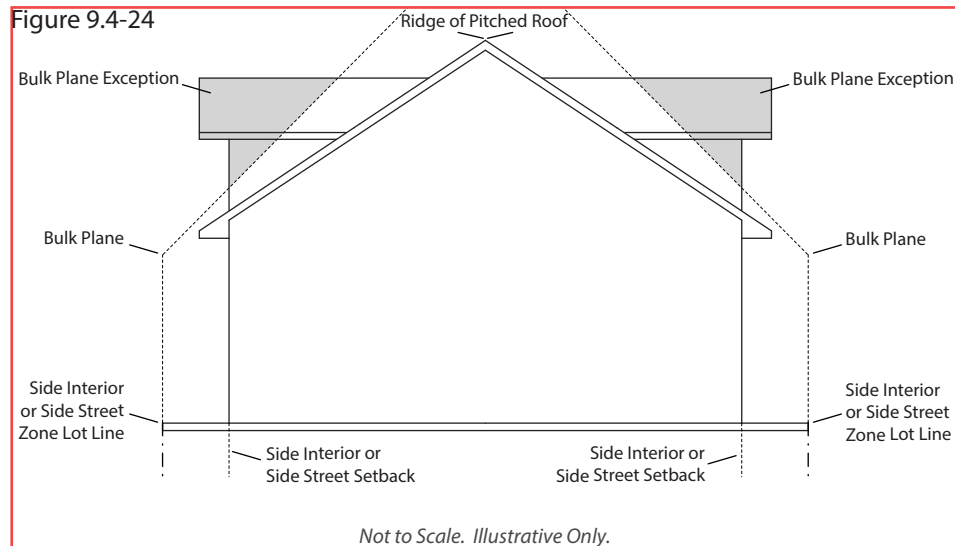 Figure 9.4-24
Ridge of Pitched Roof
Bulk Plane Exception
Bulk Plane Exception
Bulk Plane
Bulk Plane
Side Interior
or Side Street
Zone Lot Line
Side Interior
or Side Street
Zone Lot Line
Side Interior or
Side Street Setback
Side Interior or
Side Street Setback
Not to Scale. Illustrative Only.